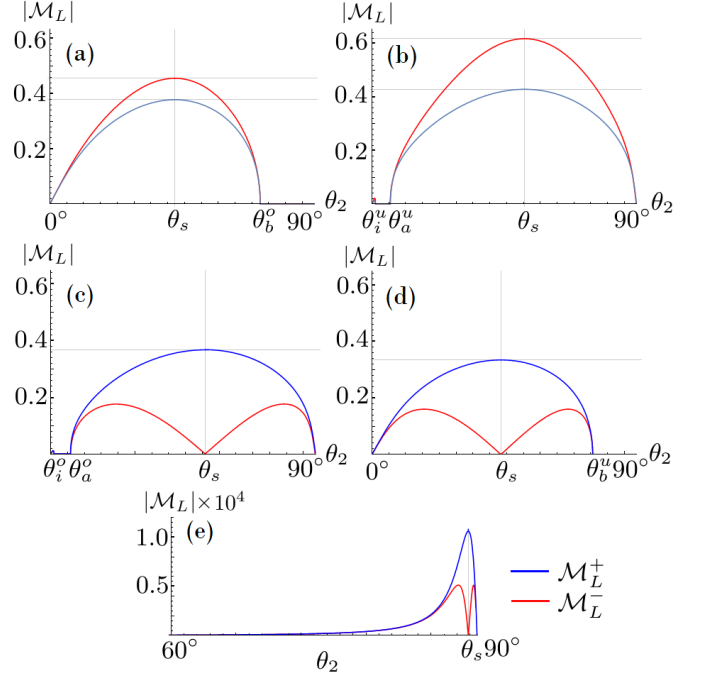 |ℳ_L| |ℳ_L|
(a) (b)
0.6 0.6
0.4 0.4
0.2 0.2
0° θ_s θ_b^o 90° θ_2 θ_i^u θ_a^u θ_s 90° θ_2
|ℳ_L| |ℳ_L|
(c) (d)
0.6 0.6
0.4 0.4
0.2 0.2
θ_i^o θ_a^o θ_s 90° θ_2 0° θ_s θ_b^u 90° θ_2
|ℳ_L|×10^4
(e)
1.0
0.5
60° θ_2 θ_s 90°
ℳ_L^+
ℳ_L^-